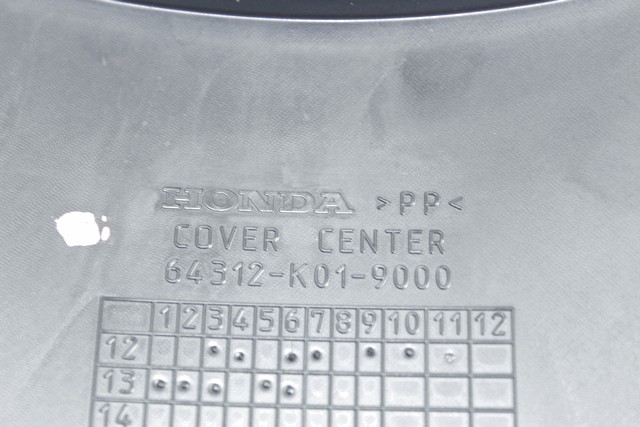 HONDA >PP<
COVER CENTER
64312-K01-9000
1 2 3 4 5 6 7 8 9 10 11 12
12
13
14